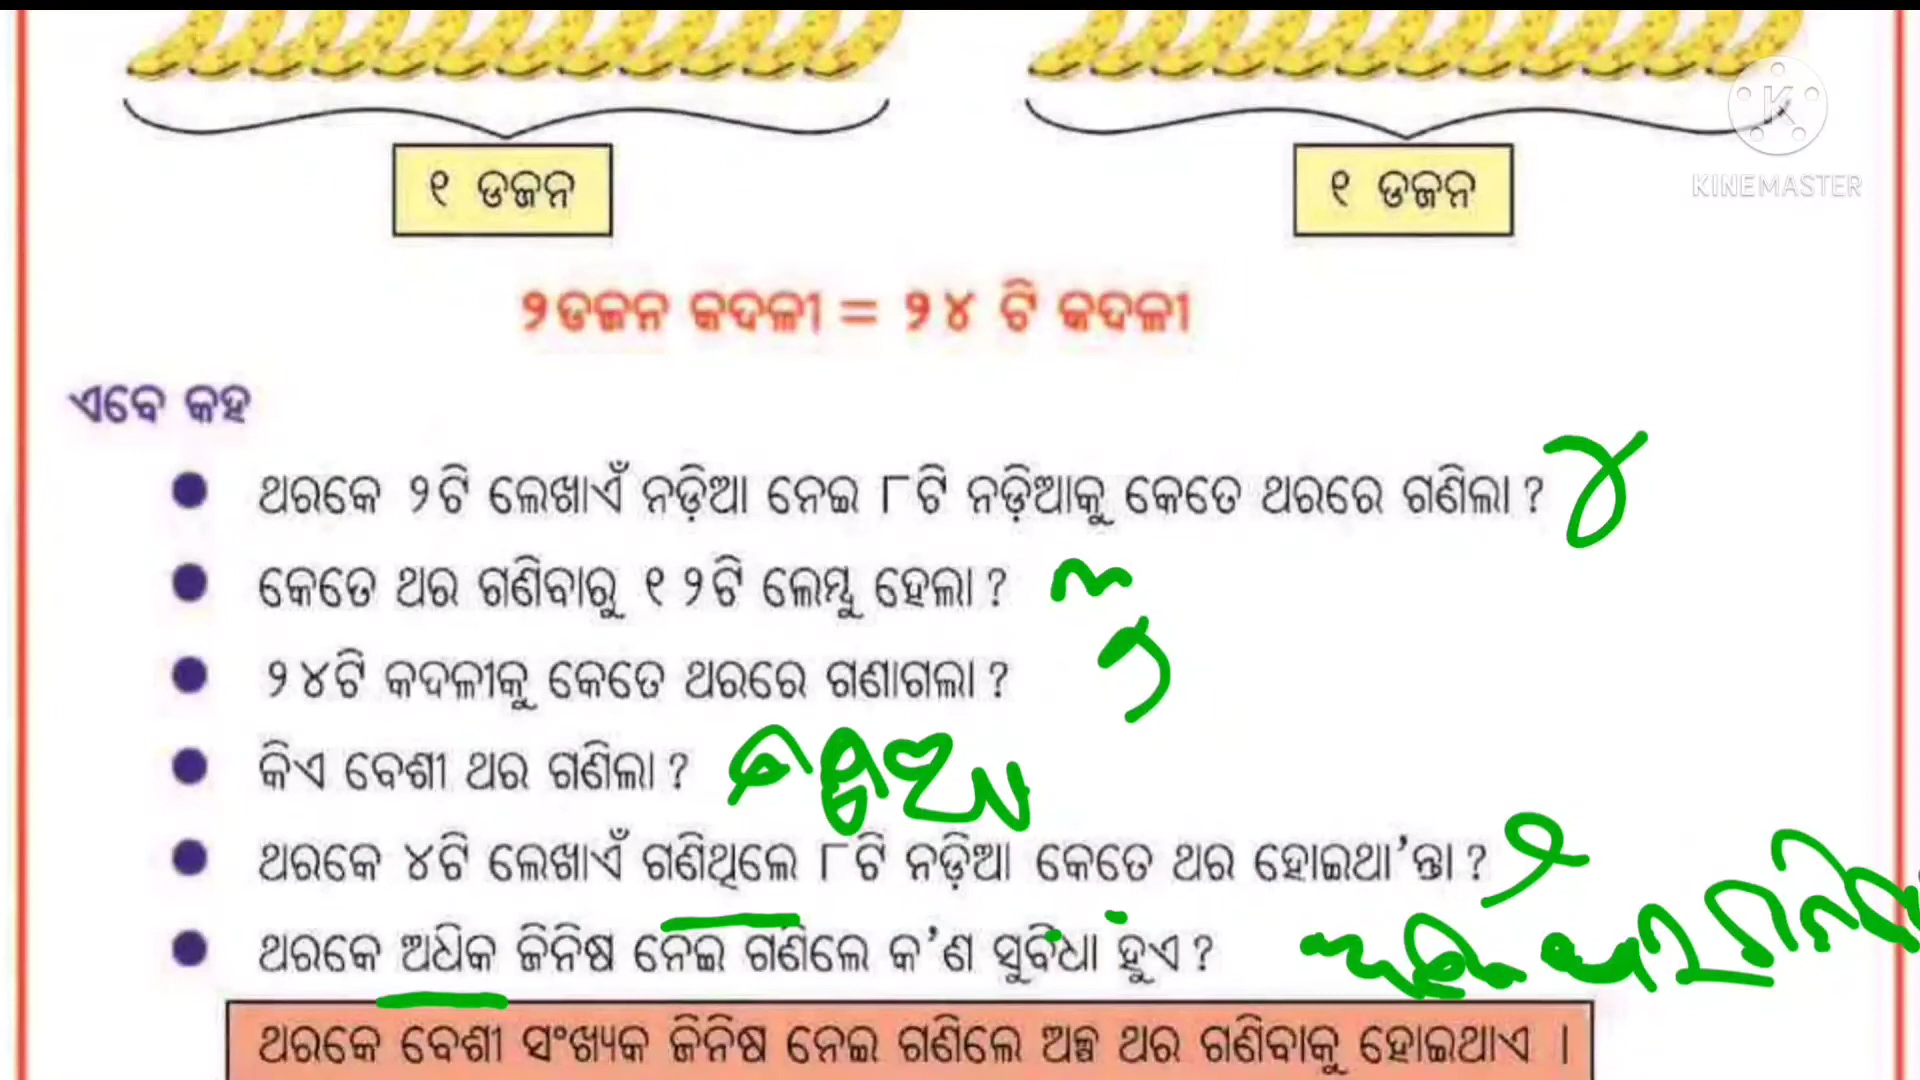 ୧ ଡଜନ ୧ ଡଜନ
KINEMASTER
୨ଡଜନ କଦଳୀ = ୨୪ ଟି କଦଳୀ
ଏବେ କହ
ଥରକେ ୨ଟି ଲେଖାଏଁ ନଡ଼ିଆ ନେଇ ୮ଟି ନଡ଼ିଆକୁ କେତେ ଥରରେ ଗଣିଲା ? ୪
କେତେ ଥର ଗଣିବାରୁ ୧୨ଟି ଲେମ୍ବୁ ହେଲା ?
୨୪ଟି କଦଳୀକୁ କେତେ ଥରରେ ଗଣାଗଲା ?
କିଏ ବେଶୀ ଥର ଗଣିଲା ?
ଥରକେ ୪ଟି ଲେଖାଏଁ ଗଣିଥିଲେ ୮ଟି ନଡ଼ିଆ କେତେ ଥର ହୋଇଥା’ନ୍ତା ? ୨
ଥରକେ ଅଧିକ ଜିନିଷ ନେଇ ଗଣିଲେ କ’ଣ ସୁବିଧା ହୁଏ ?
ଥରକେ ବେଶୀ ସଂଖ୍ୟକ ଜିନିଷ ନେଇ ଗଣିଲେ ଅଳ୍ପ ଥର ଗଣିବାକୁ ହୋଇଥାଏ ।